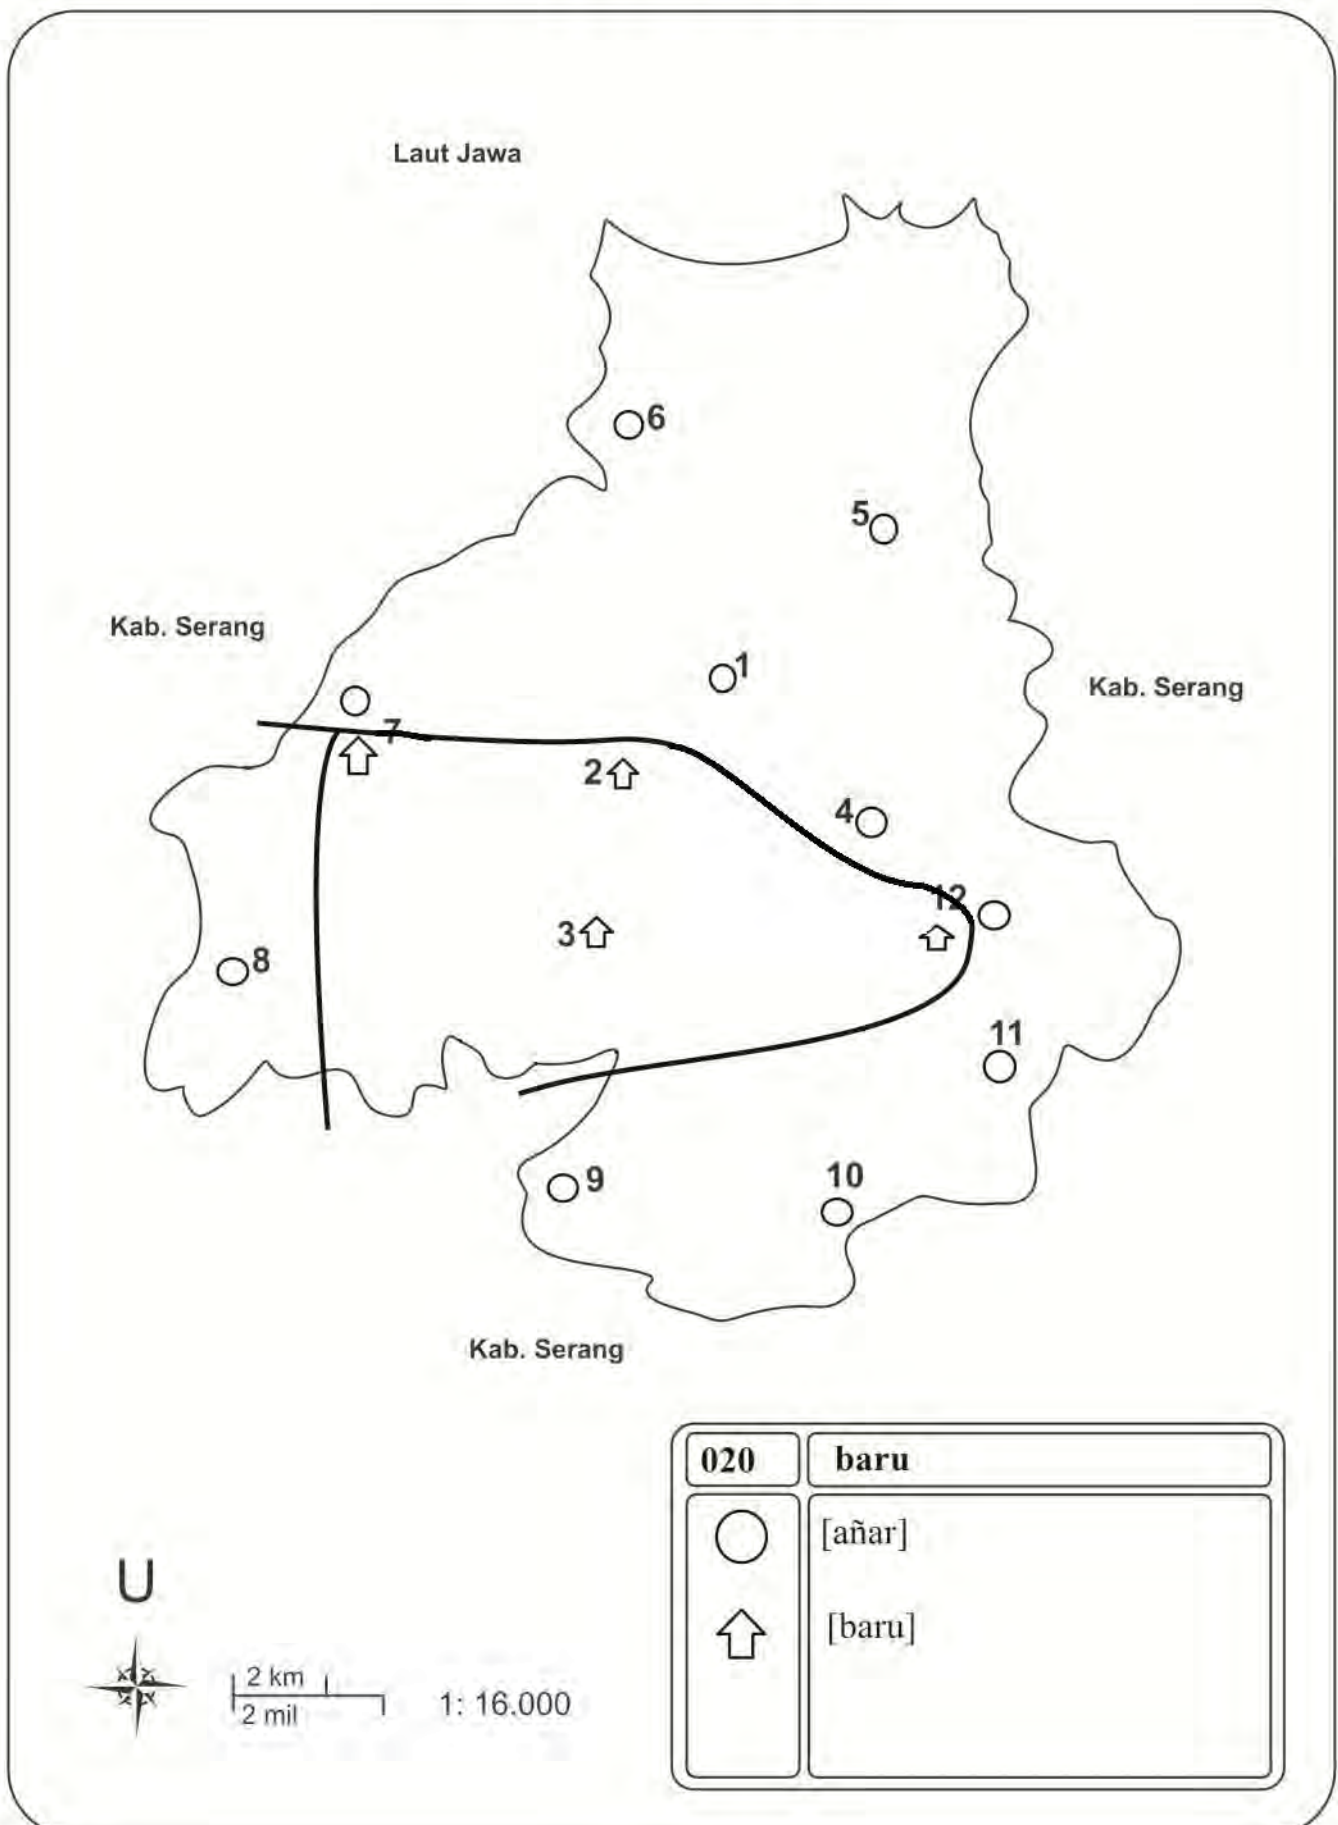 Laut Jawa
6
5
Kab. Serang
1
Kab. Serang
7
2
4
12
3
8
11
9
10
Kab. Serang
020 baru
[añar]
[baru]
U
2 km
2 mil
1: 16.000